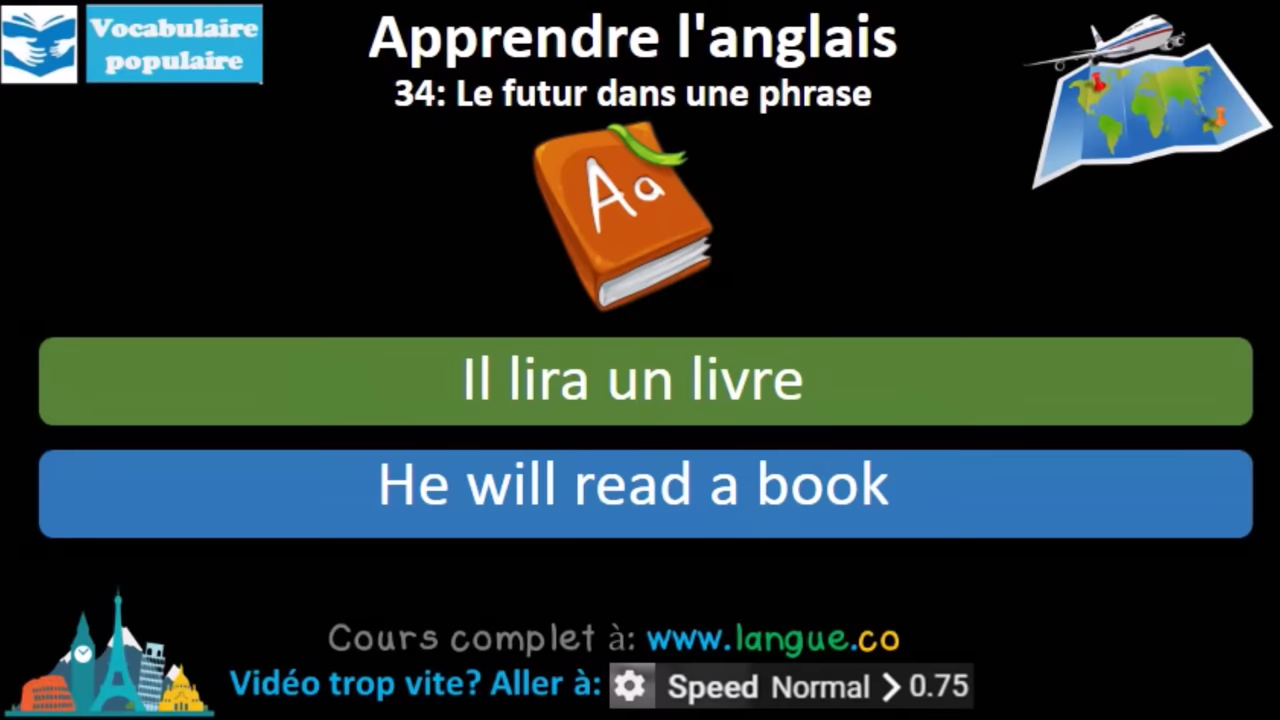 Vocabulaire
populaire
Apprendre l'anglais
34: Le futur dans une phrase
Aa
Il lira un livre
He will read a book
Cours complet à: www.langue.co
Vidéo trop vite? Aller à: Speed Normal > 0.75